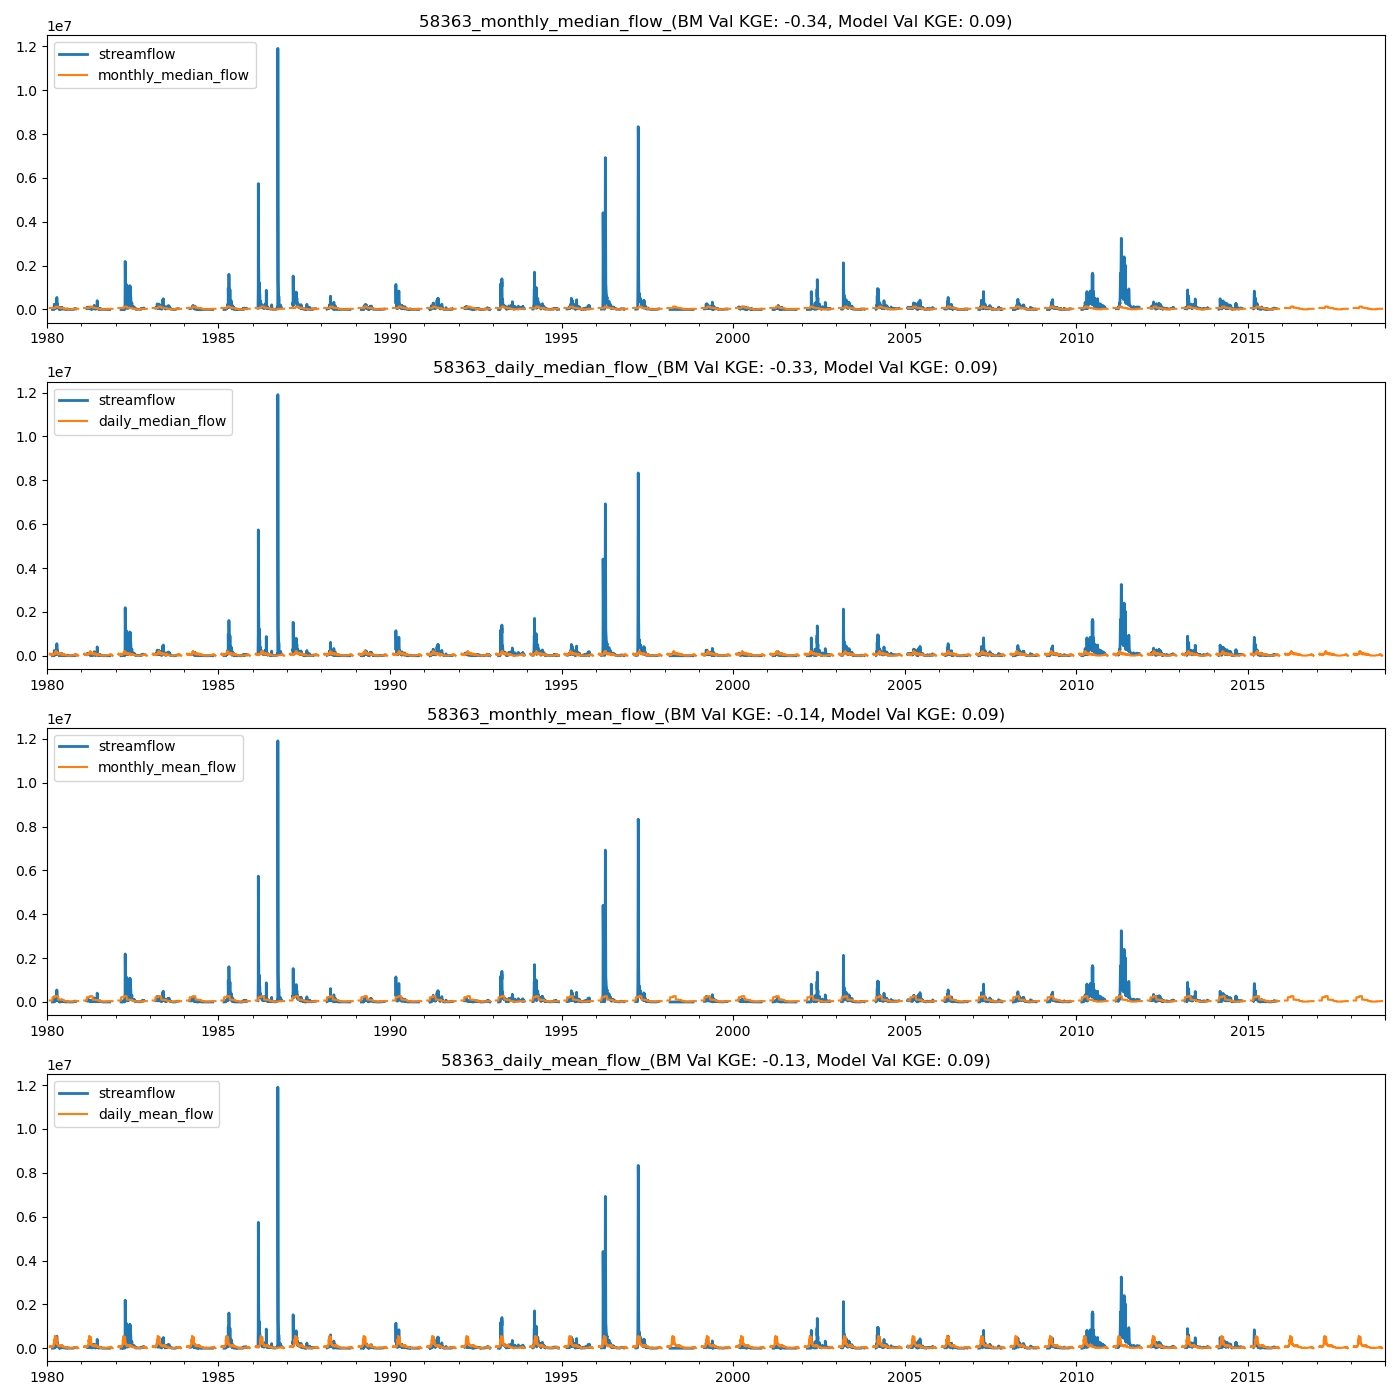 58363_monthly_median_flow_(BM Val KGE: -0.34, Model Val KGE: 0.09)
1e7
streamflow
monthly_median_flow
1.2
1.0
0.8
0.6
0.4
0.2
0.0
1980 1985 1990 1995 2000 2005 2010 2015
58363_daily_median_flow_(BM Val KGE: -0.33, Model Val KGE: 0.09)
1e7
streamflow
daily_median_flow
1.2
1.0
0.8
0.6
0.4
0.2
0.0
1980 1985 1990 1995 2000 2005 2010 2015
58363_monthly_mean_flow_(BM Val KGE: -0.14, Model Val KGE: 0.09)
1e7
streamflow
monthly_mean_flow
1.2
1.0
0.8
0.6
0.4
0.2
0.0
1980 1985 1990 1995 2000 2005 2010 2015
58363_daily_mean_flow_(BM Val KGE: -0.13, Model Val KGE: 0.09)
1e7
streamflow
daily_mean_flow
1.2
1.0
0.8
0.6
0.4
0.2
0.0
1980 1985 1990 1995 2000 2005 2010 2015